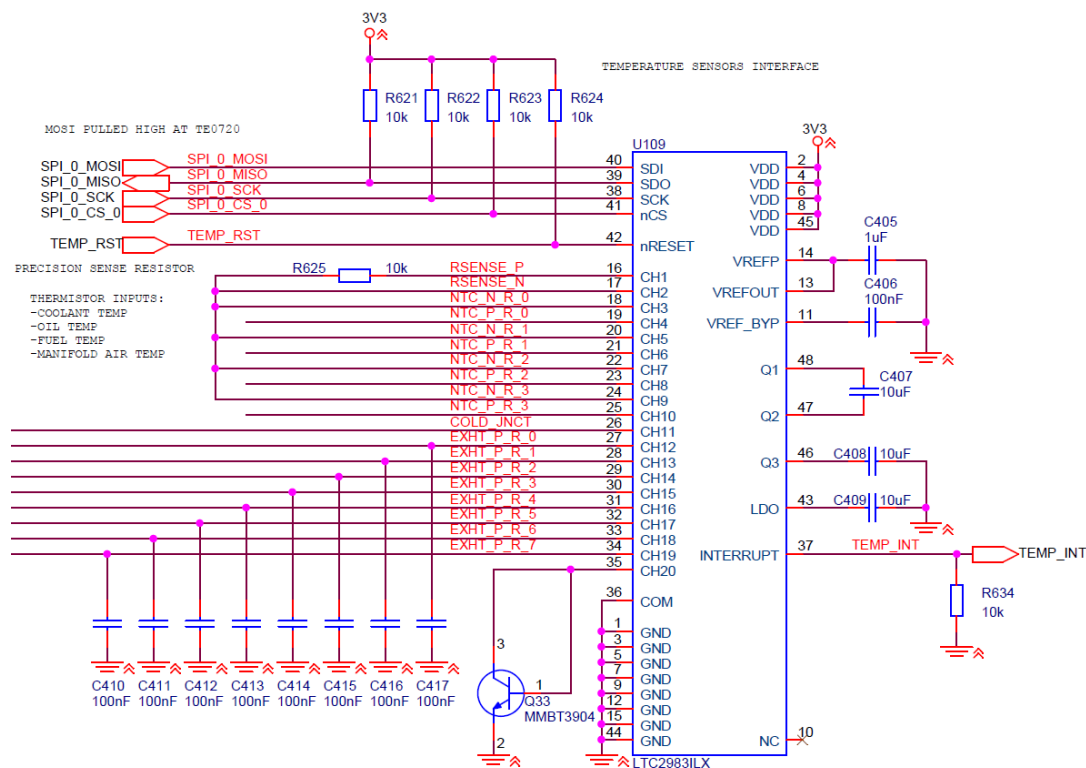 3V3
TEMPERATURE SENSORS INTERFACE
R621
10k
R622
10k
R623
10k
R624
10k
MOSI PULLED HIGH AT TE0720
U109
3V3
SPI_0_MOSI SPI_0_MOSI 40 SDI VDD 2
SPI_0_MISO SPI_0_MISO 39 SDO VDD 4
SPI_0_SCK SPI_0_SCK 38 SCK VDD 6
SPI_0_CS_0 SPI_0_CS_0 41 nCS VDD 8
VDD 45
TEMP_RST TEMP_RST 42 nRESET
C405
1uF
PRECISION SENSE RESISTOR
R625 10k
THERMISTOR INPUTS:
-COOLANT TEMP
-OIL TEMP
-FUEL TEMP
-MANIFOLD AIR TEMP
RSENSE_P 16 CH1 VREFP 14
RSENSE_N 17 CH2 VREFOUT 13
C406
100nF
NTC_N_R_0 18 CH3
NTC_P_R_0 19 CH4 VREF_BYP 11
NTC_N_R_1 20 CH5
NTC_P_R_1 21 CH6
NTC_N_R_2 22 CH7 Q1 48
NTC_P_R_2 23 CH8
C407
10uF
NTC_N_R_3 24 CH9
NTC_P_R_3 25 CH10 Q2 47
COLD_JNCT 26 CH11
EXHT_P_R_0 27 CH12
EXHT_P_R_1 28 CH13 Q3 46 C408 10uF
EXHT_P_R_2 29 CH14
EXHT_P_R_3 30 CH15
EXHT_P_R_4 31 CH16 LDO 43 C409 10uF
EXHT_P_R_5 32 CH17
EXHT_P_R_6 33 CH18
EXHT_P_R_7 34 CH19 INTERRUPT 37 TEMP_INT TEMP_INT
35 CH20
R634
10k
36 COM
1 GND
3 GND
5 GND
7 GND
9 GND
12 GND
15 GND
44 GND NC 10
3
1
2
Q33
MMBT3904
C410
100nF
C411
100nF
C412
100nF
C413
100nF
C414
100nF
C415
100nF
C416
100nF
C417
100nF
LTC2983ILX